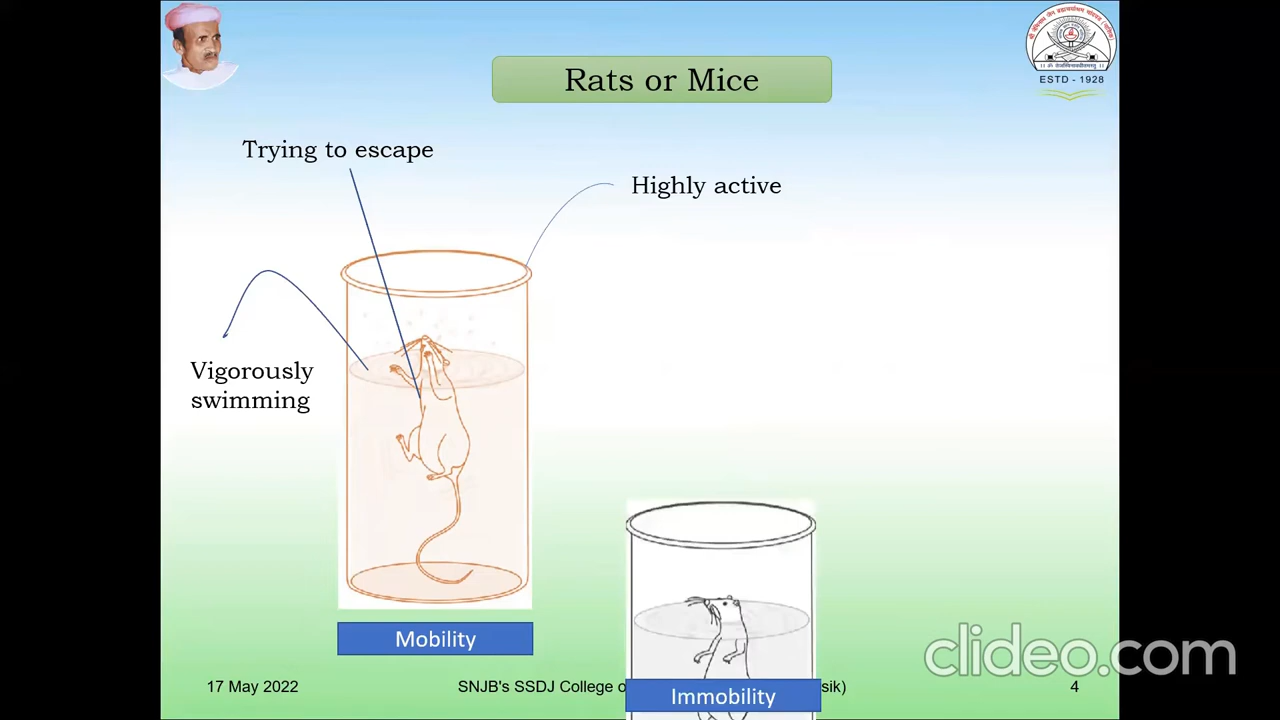 ESTD - 1928
Rats or Mice
Trying to escape
Highly active
Vigorously
swimming
Mobility
Immobility
17 May 2022
SNJB's SSDJ College o
sik)
4
clideo.com